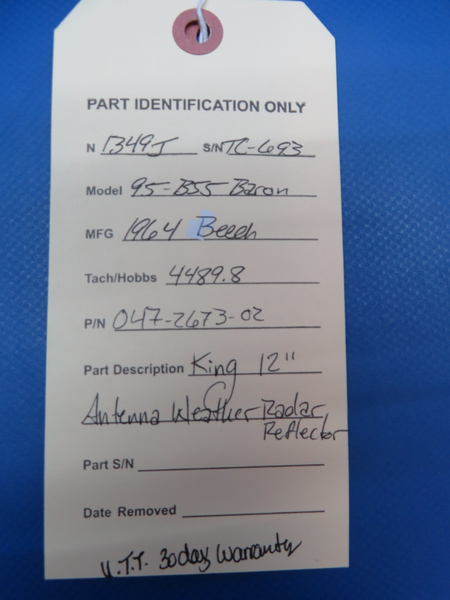 PART IDENTIFICATION ONLY
N 1349J S/N TC-693
Model 95-B55 Baron
MFG 1964 Beech
Tach/Hobbs 4489.8
P/N 047-2673-02
Part Description King 12"
Antenna Weather Radar
Reflector
Part S/N
Date Removed
U.T.T. 30day Warranty